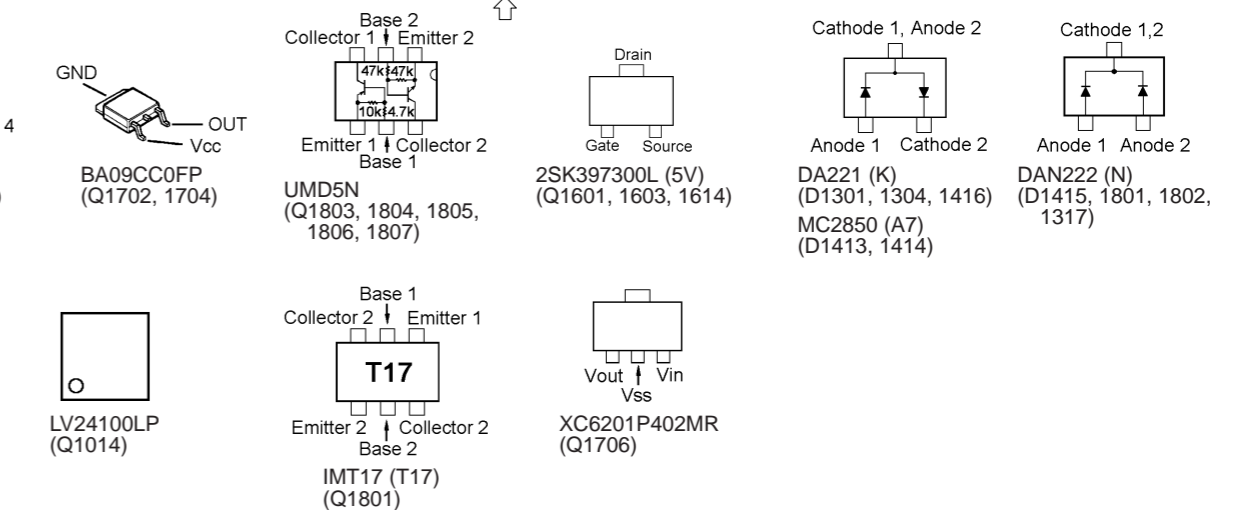 4
)
GND
OUT
Vcc
BA09CC0FP
(Q1702, 1704)
Base 2
Collector 1 Emitter 2
47k 47k
10k 4.7k
Emitter 1 Collector 2
Base 1
UMD5N
(Q1803, 1804, 1805,
1806, 1807)
Drain
Gate Source
2SK397300L (5V)
(Q1601, 1603, 1614)
Cathode 1, Anode 2
Anode 1 Cathode 2
DA221 (K)
(D1301, 1304, 1416)
MC2850 (A7)
(D1413, 1414)
Cathode 1,2
Anode 1 Anode 2
DAN222 (N)
(D1415, 1801, 1802,
1317)
LV24100LP
(Q1014)
Base 1
Collector 2 Emitter 1
T17
Emitter 2 Collector 2
Base 2
IMT17 (T17)
(Q1801)
Vout Vin
Vss
XC6201P402MR
(Q1706)